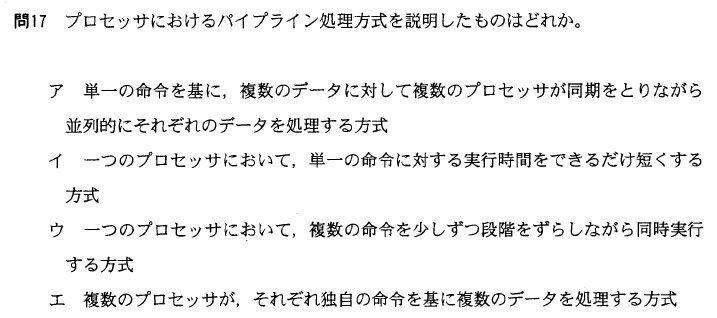 問17 プロセッサにおけるパイプライン処理方式を説明したものはどれか。
ア 単一の命令を基に，複数のデータに対して複数のプロセッサが同期をとりながら
並列的にそれぞれのデータを処理する方式
イ 一つのプロセッサにおいて，単一の命令に対する実行時間をできるだけ短くする
方式
ウ 一つのプロセッサにおいて，複数の命令を少しずつ段階をずらしながら同時実行
する方式
エ 複数のプロセッサが，それぞれ独自の命令を基に複数のデータを処理する方式